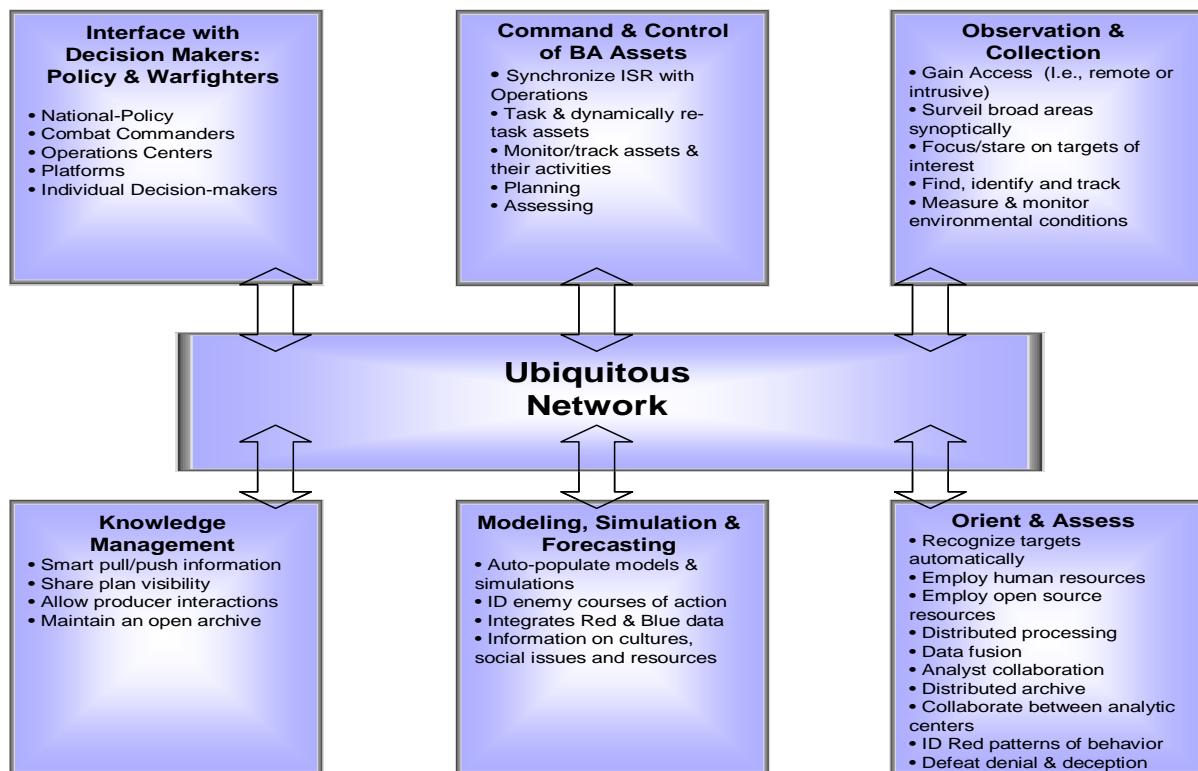 Interface with
Decision Makers:
Policy & Warfighters
• National-Policy
• Combat Commanders
• Operations Centers
• Platforms
• Individual Decision-makers
Command & Control
of BA Assets
• Synchronize ISR with
Operations
• Task & dynamically re-
task assets
• Monitor/track assets &
their activities
• Planning
• Assessing
Observation &
Collection
• Gain Access  (I.e., remote or
intrusive)
• Surveil broad areas
synoptically
• Focus/stare on targets of
interest
• Find, identify and track
• Measure & monitor
environmental conditions
Ubiquitous
Network
Knowledge
Management
• Smart pull/push information
• Share plan visibility
• Allow producer interactions
• Maintain an open archive
Modeling, Simulation &
Forecasting
• Auto-populate models &
simulations
• ID enemy courses of action
• Integrates Red & Blue data
• Information on cultures,
social issues and resources
Orient & Assess
• Recognize targets
automatically
• Employ human resources
• Employ open source
resources
• Distributed processing
• Data fusion
• Analyst collaboration
• Distributed archive
• Collaborate between analytic
centers
• ID Red patterns of behavior
• Defeat denial & deception